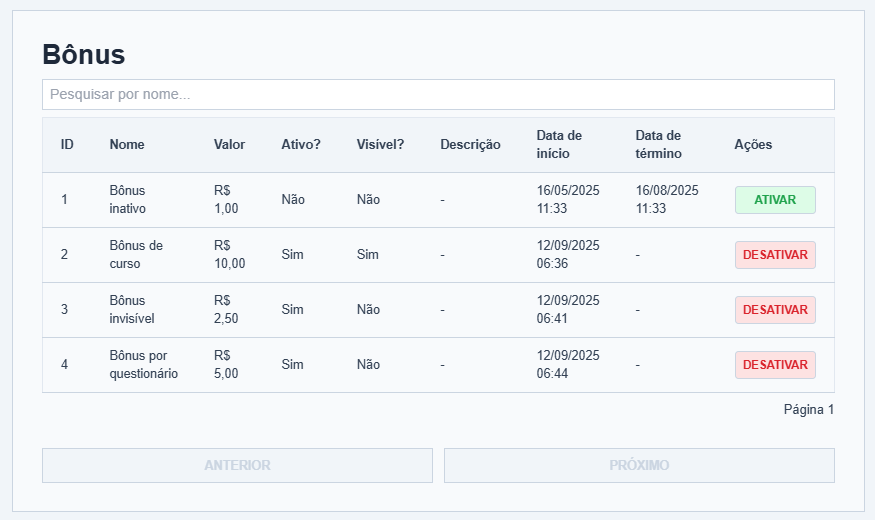 Bônus
Pesquisar por nome...
ID Nome Valor Ativo? Visível? Descrição Data de início Data de término Ações
1 Bônus inativo R$ 1,00 Não Não - 16/05/2025 11:33 16/08/2025 11:33 ATIVAR
2 Bônus de curso R$ 10,00 Sim Sim - 12/09/2025 06:36 - DESATIVAR
3 Bônus invisível R$ 2,50 Sim Não - 12/09/2025 06:41 - DESATIVAR
4 Bônus por questionário R$ 5,00 Sim Não - 12/09/2025 06:44 - DESATIVAR
Página 1
ANTERIOR PRÓXIMO